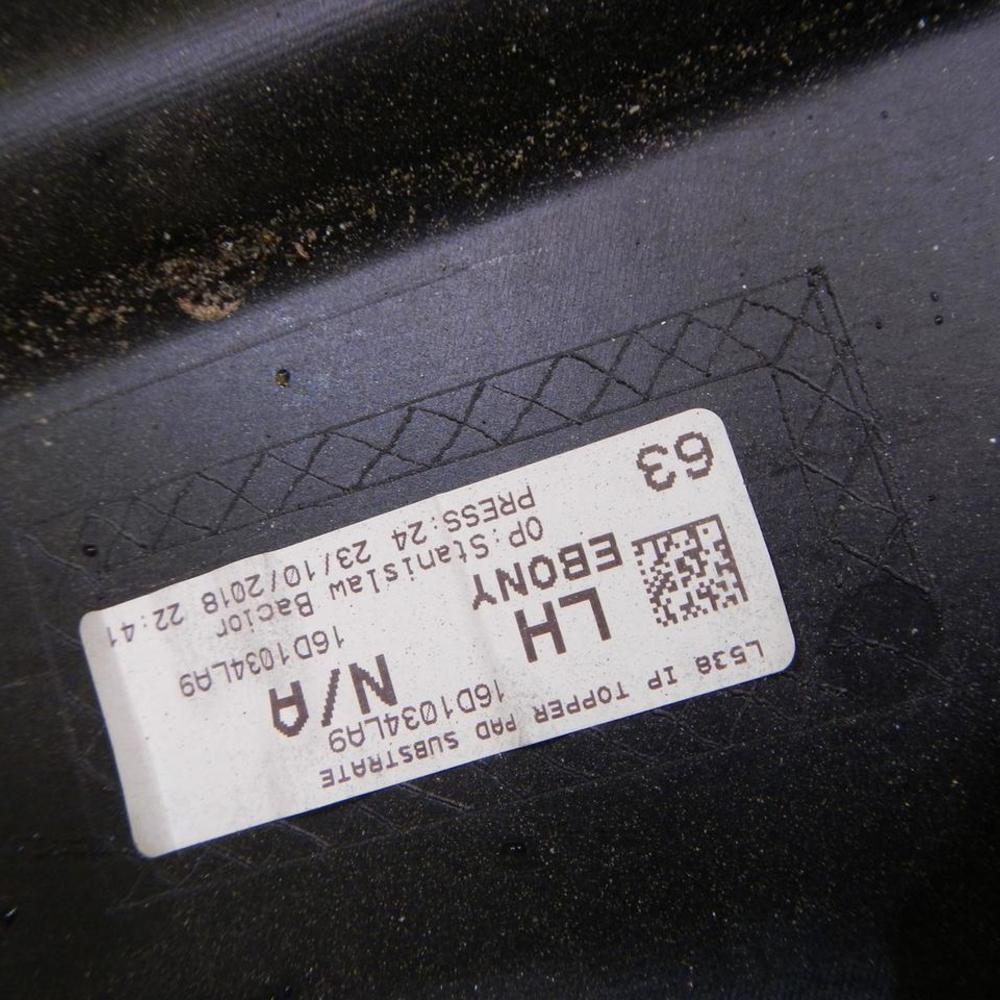 L538 IP TOPPER PAD SUBSTRATE
16D1034LA9
LH N/A
EBONY 16D1034LA9
OP:Stanislaw Bacior
PRESS:24 23/10/2018 22:41
63